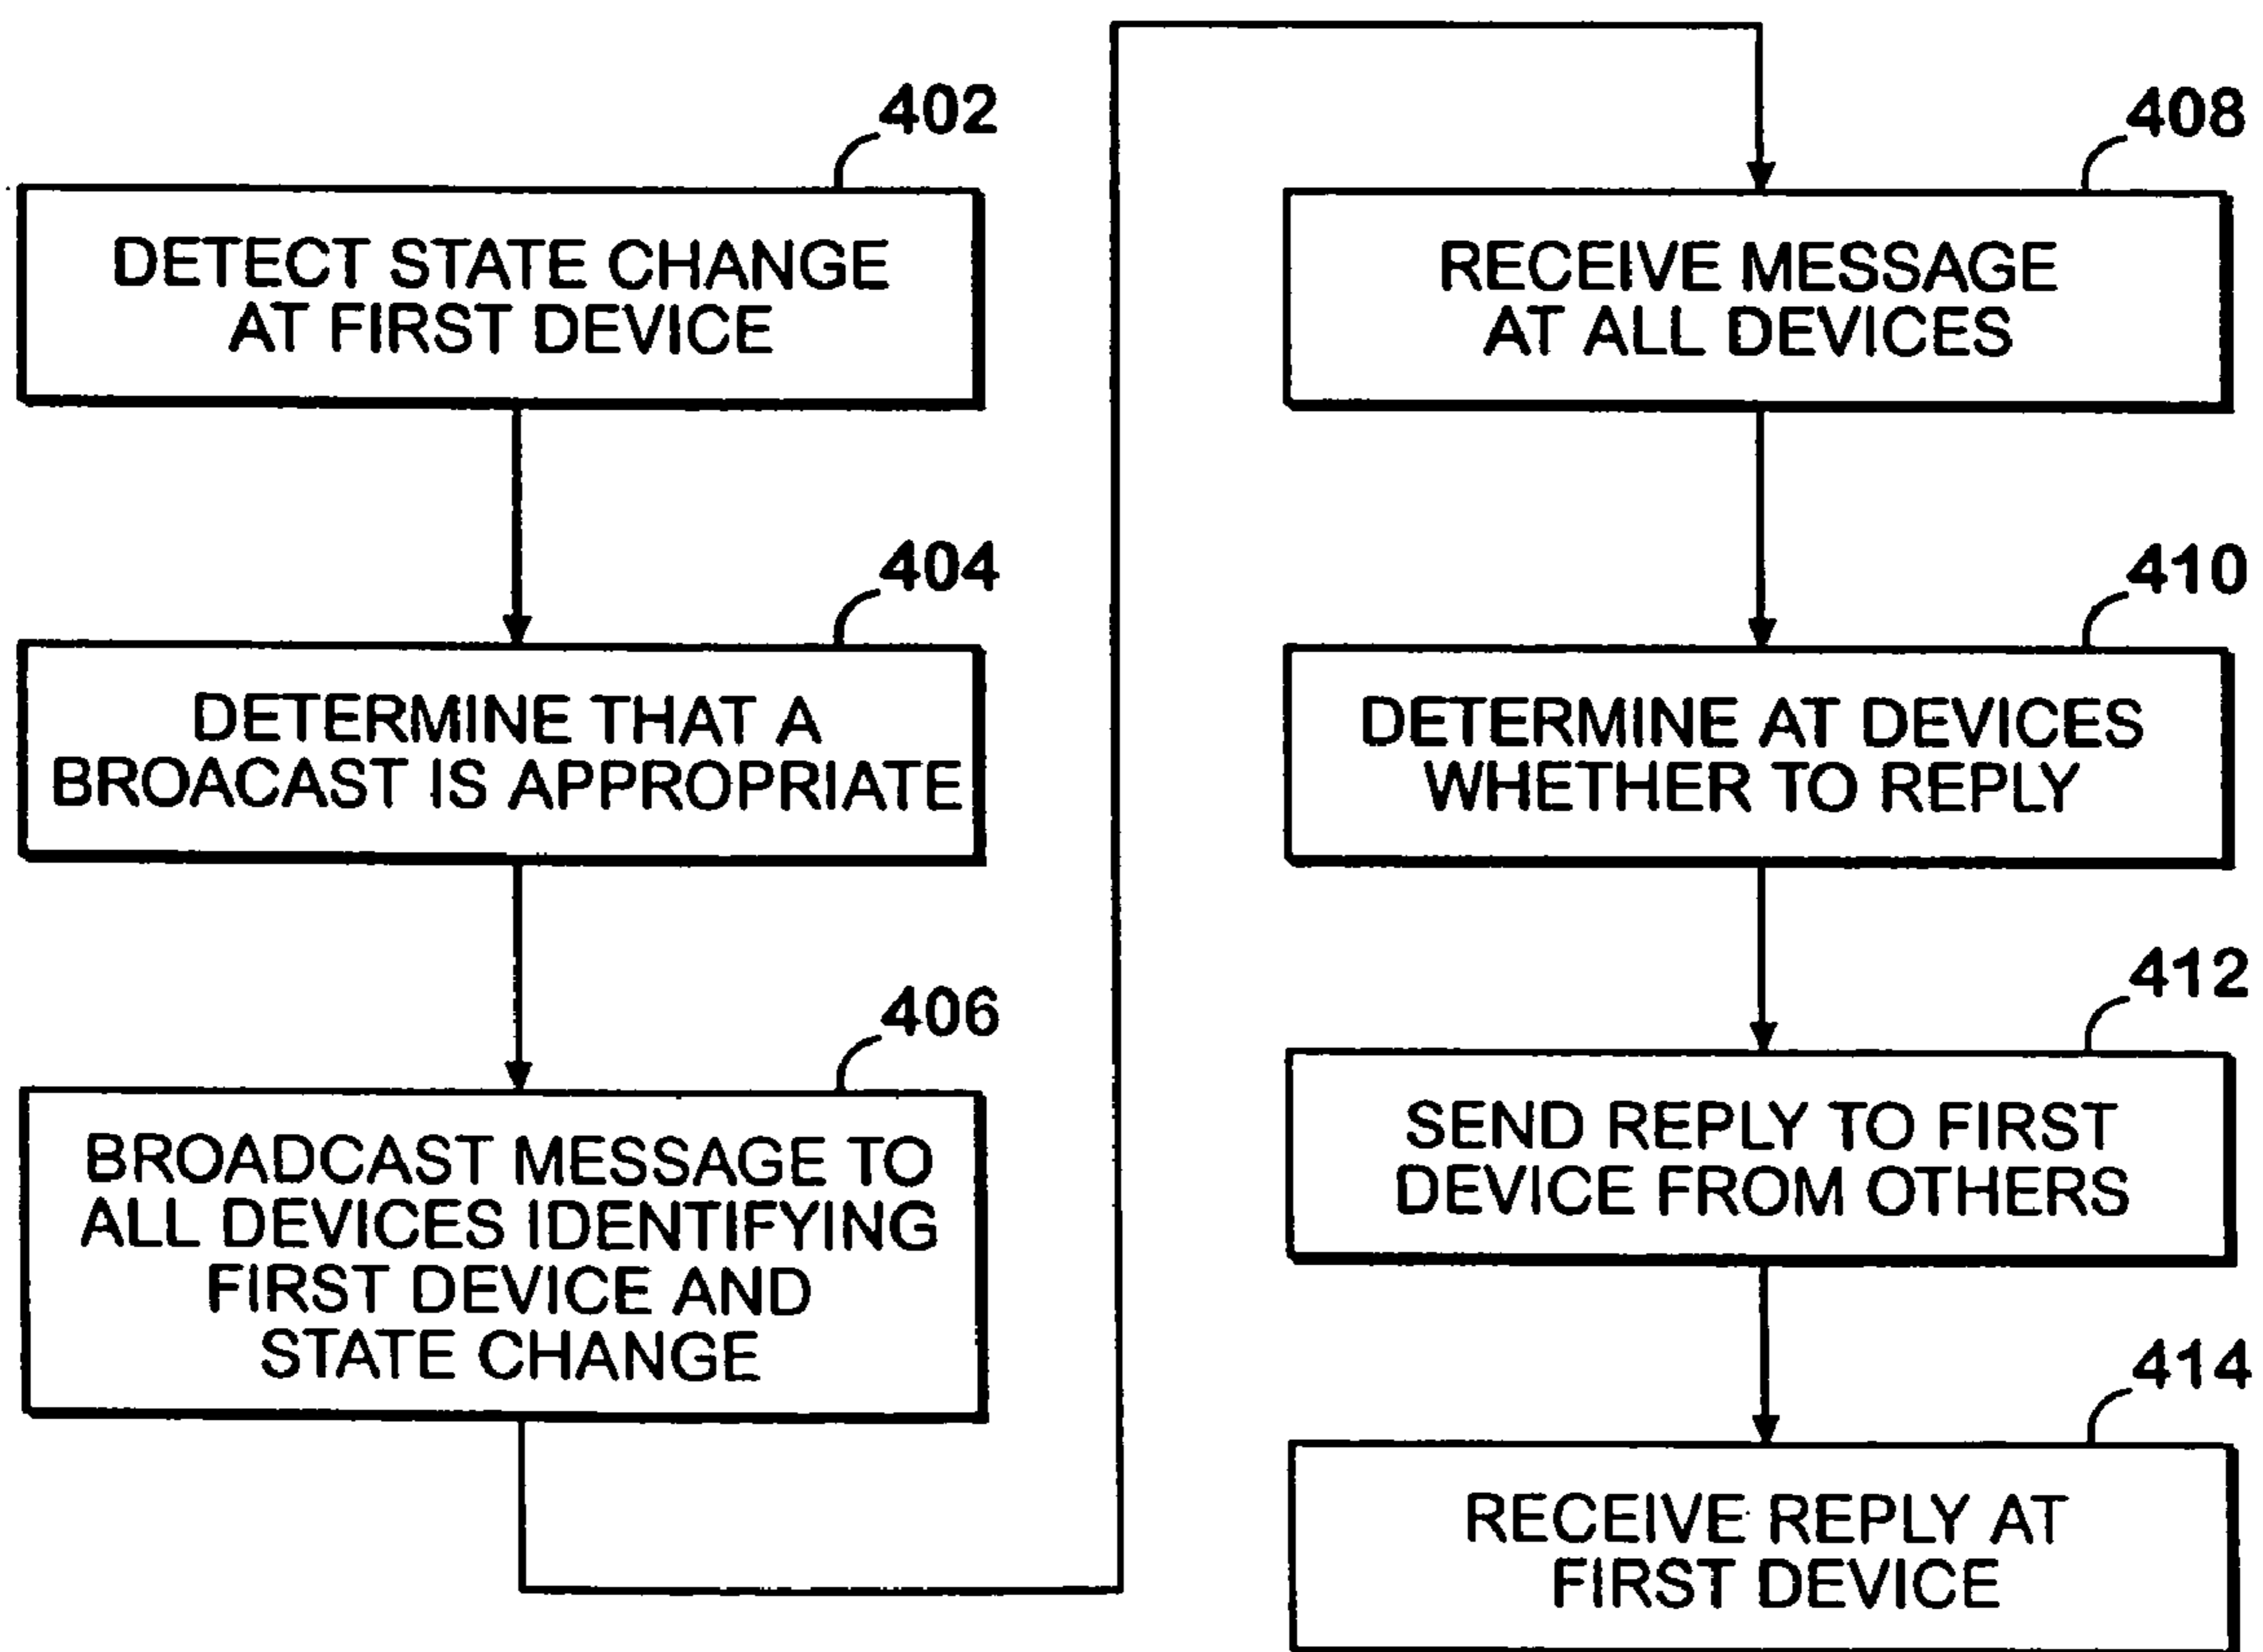 402
DETECT STATE CHANGE
AT FIRST DEVICE
404
DETERMINE THAT A
BROACAST IS APPROPRIATE
406
BROADCAST MESSAGE TO
ALL DEVICES IDENTIFYING
FIRST DEVICE AND
STATE CHANGE
408
RECEIVE MESSAGE
AT ALL DEVICES
410
DETERMINE AT DEVICES
WHETHER TO REPLY
412
SEND REPLY TO FIRST
DEVICE FROM OTHERS
414
RECEIVE REPLY AT
FIRST DEVICE